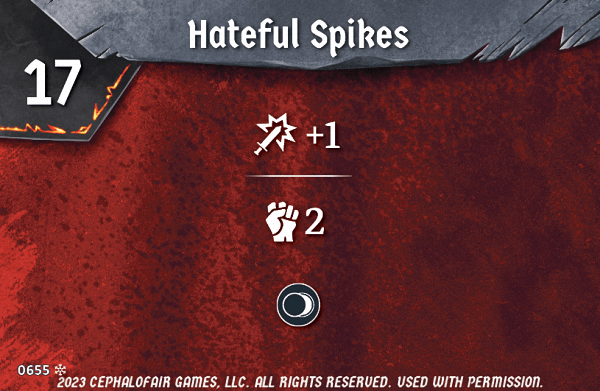 Hateful Spikes
17
+1
2
0655
2023 CEPHALOFAIR GAMES, LLC. ALL RIGHTS RESERVED. USED WITH PERMISSION.